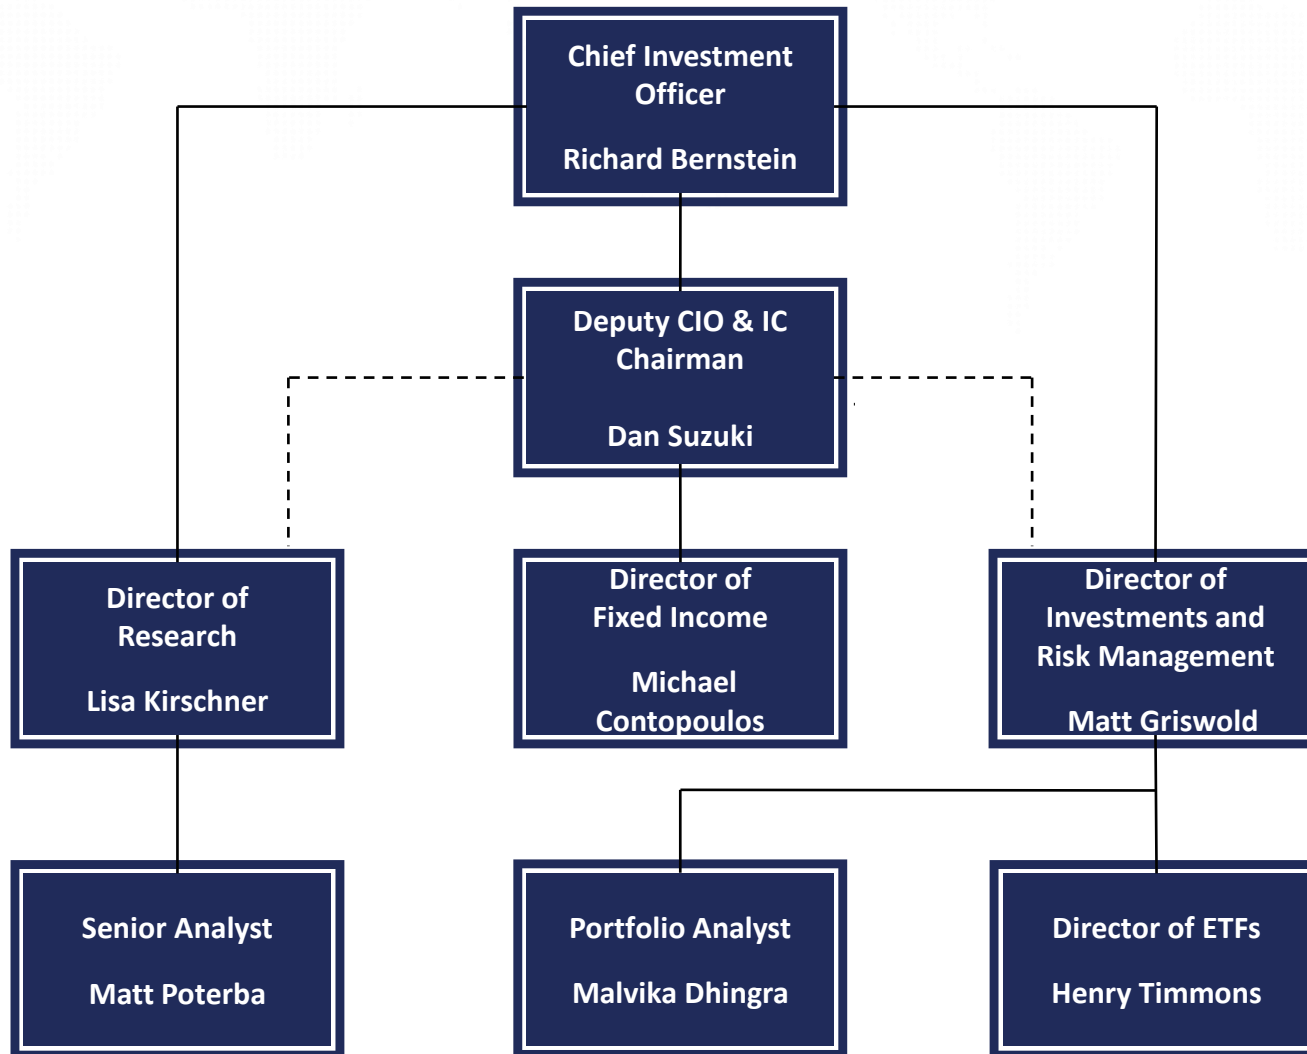 Chief Investment
Officer
Richard Bernstein
Deputy CIO & IC
Chairman
Dan Suzuki
Director of
Research
Lisa Kirschner
Director of
Fixed Income
Michael
Contopoulos
Director of
Investments and
Risk Management
Matt Griswold
Senior Analyst
Matt Poterba
Portfolio Analyst
Malvika Dhingra
Director of ETFs
Henry Timmons